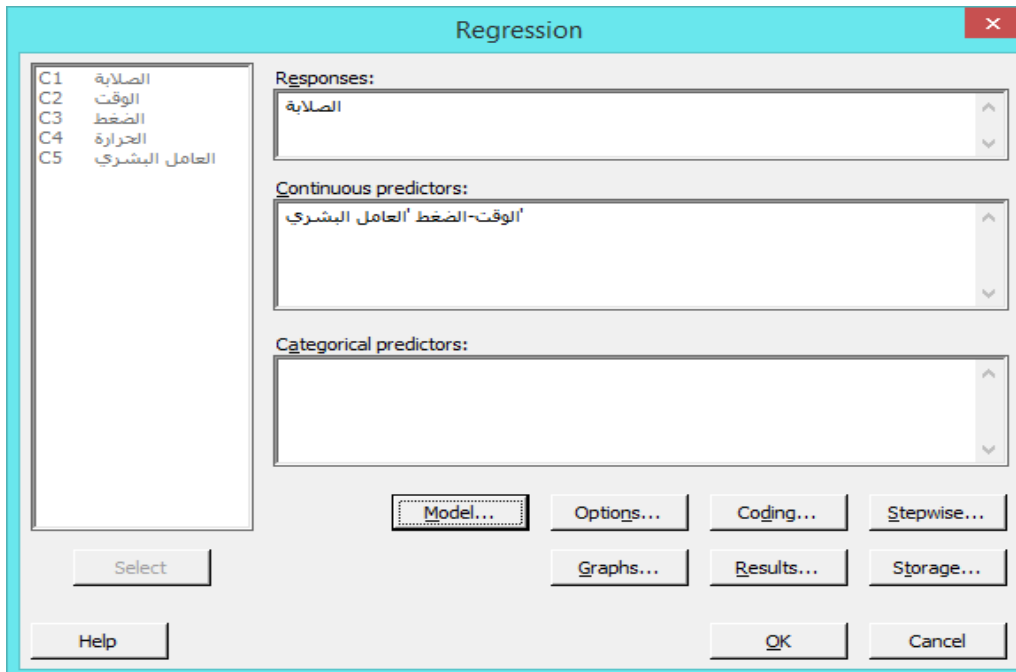 Regression
C1 الصلابة
C2 الوقت
C3 الضغط
C4 الحرارة
C5 العامل البشري
Responses:
الصلابة
Continuous predictors:
'الوقت-الضغط 'العامل البشري
Categorical predictors:
Model...
Options...
Coding...
Stepwise...
Select
Graphs...
Results...
Storage...
Help
OK
Cancel